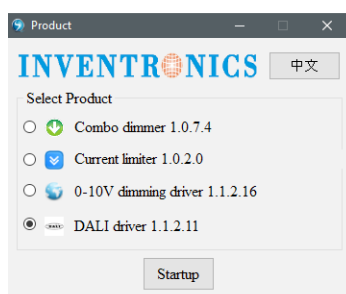 Product
INVENTRONICS 中文
Select Product
Combo dimmer 1.0.7.4
Current limiter 1.0.2.0
0-10V dimming driver 1.1.2.16
DALI driver 1.1.2.11
Startup